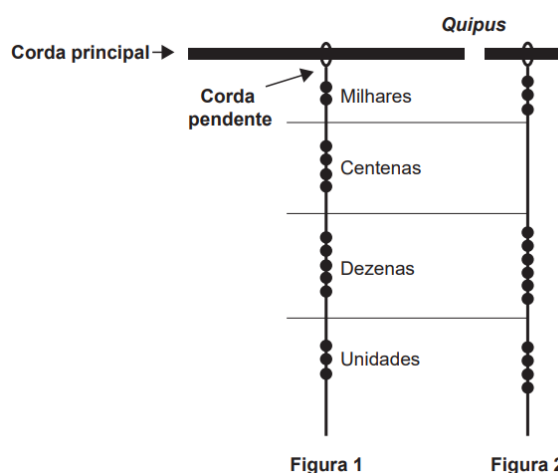 Quipus
Corda principal
Corda
pendente
Milhares
Centenas
Dezenas
Unidades
Figura 1
Figura 2